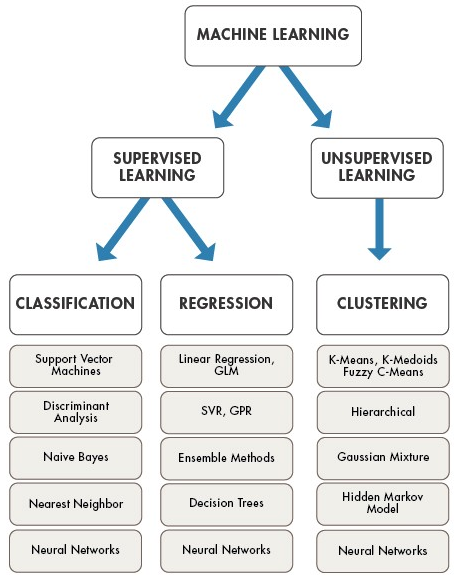 MACHINE LEARNING
SUPERVISED
LEARNING
UNSUPERVISED
LEARNING
CLASSIFICATION
Support Vector
Machines
Discriminant
Analysis
Naive Bayes
Nearest Neighbor
Neural Networks
REGRESSION
Linear Regression,
GLM
SVR, GPR
Ensemble Methods
Decision Trees
Neural Networks
CLUSTERING
K-Means, K-Medoids
Fuzzy C-Means
Hierarchical
Gaussian Mixture
Hidden Markov
Model
Neural Networks